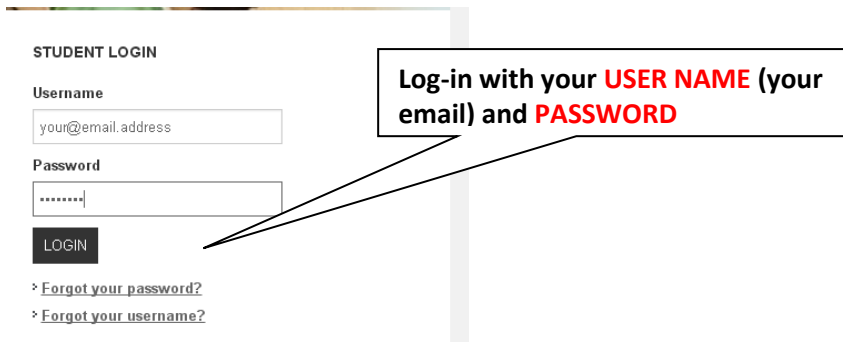 STUDENT LOGIN
Username
your@email.address
Password
••••••••
LOGIN
Forgot your password?
Forgot your username?
Log-in with your USER NAME (your
email) and PASSWORD